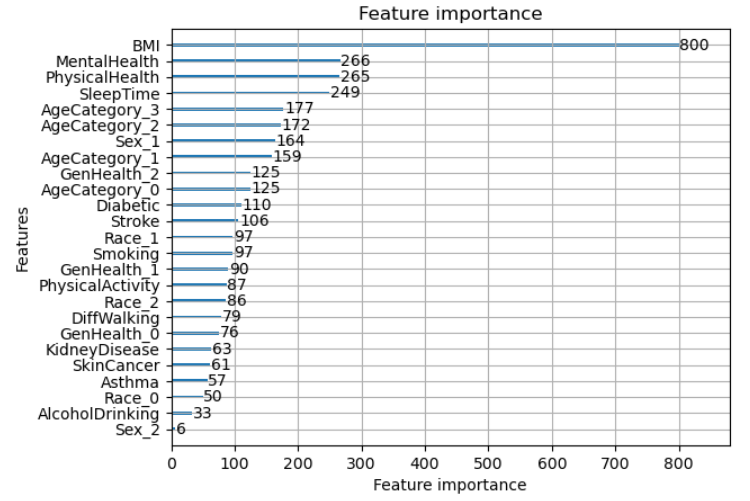 Feature importance
BMI 800
MentalHealth 266
PhysicalHealth 265
SleepTime 249
AgeCategory_3 177
AgeCategory_2 172
Sex_1 164
AgeCategory_1 159
GenHealth_2 125
AgeCategory_0 125
Diabetic 110
Stroke 106
Race_1 97
Smoking 97
GenHealth_1 90
PhysicalActivity 87
Race_2 86
DiffWalking 79
GenHealth_0 76
KidneyDisease 63
SkinCancer 61
Asthma 57
Race_0 50
AlcoholDrinking 33
Sex_2 6
Features
0 100 200 300 400 500 600 700 800
Feature importance